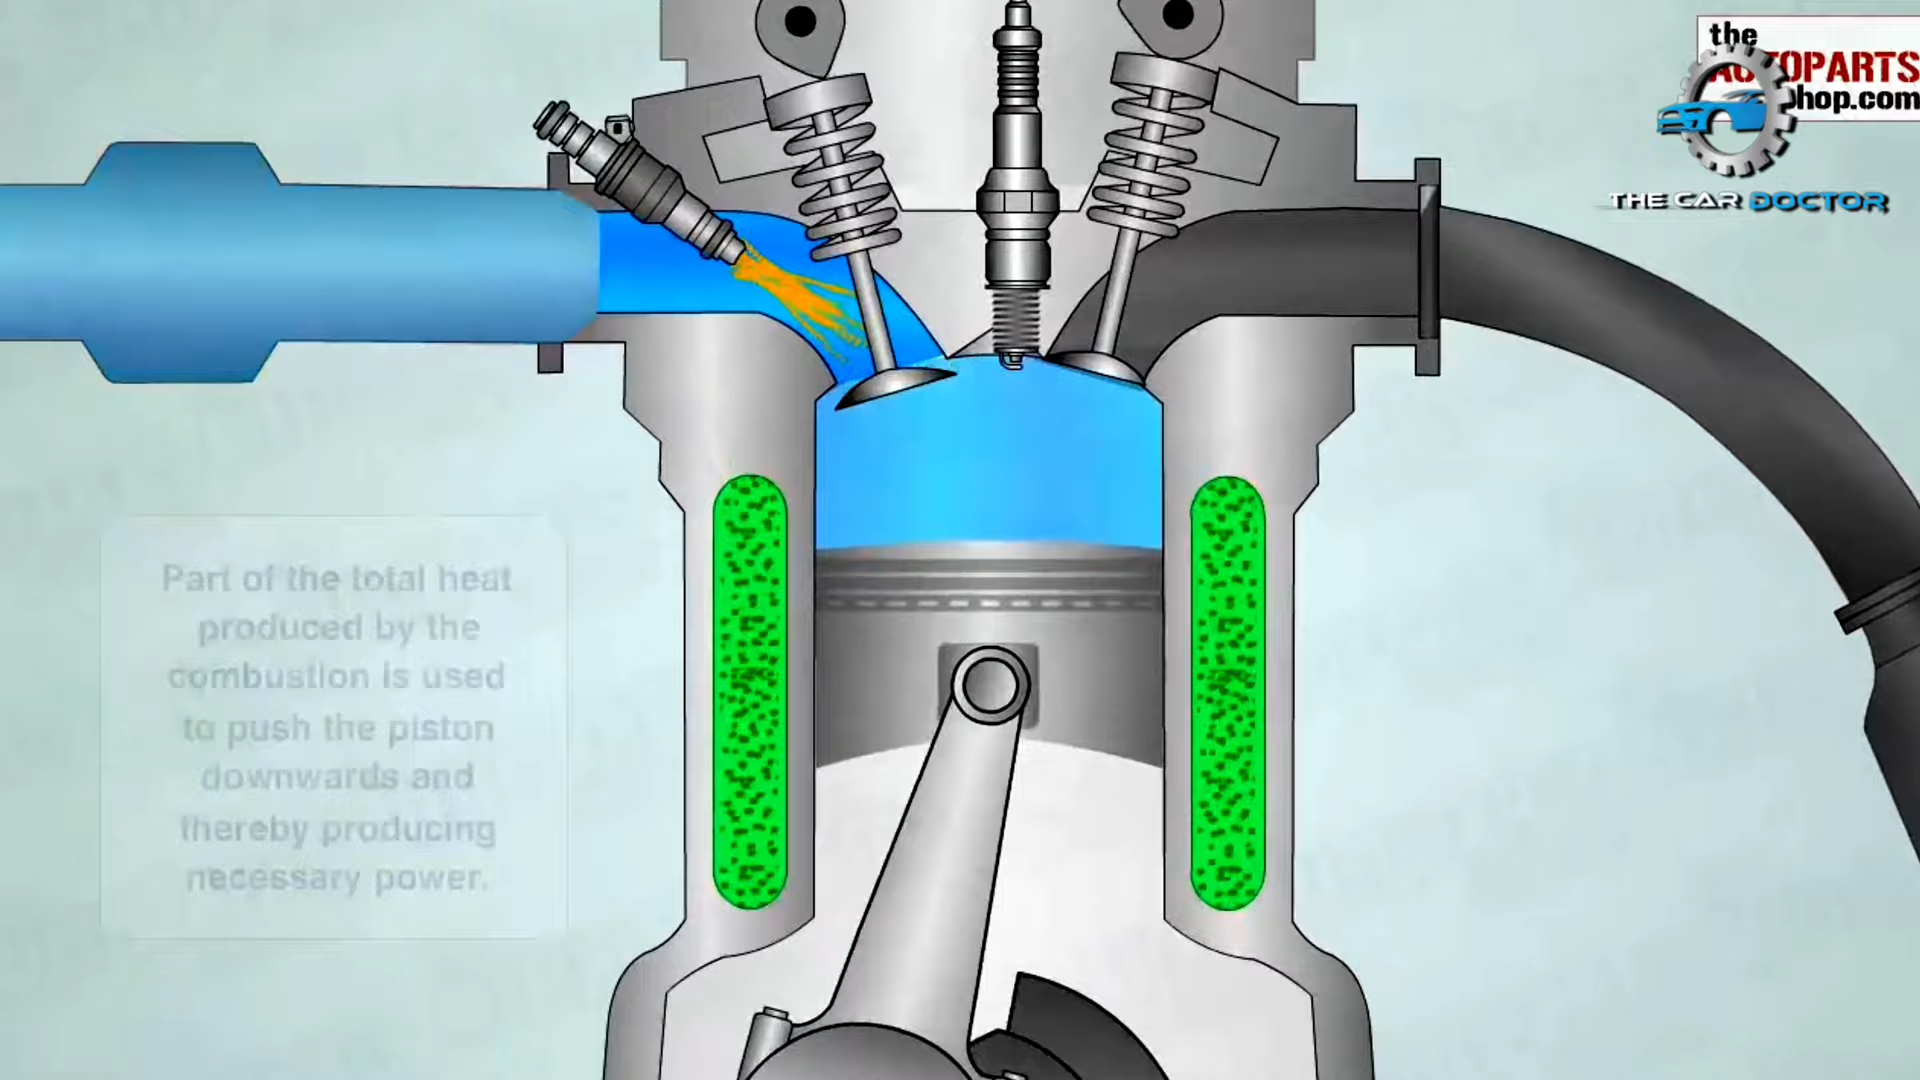 the
AUTOPARTS
hop.com
THE CAR DOCTOR
Part of the total heat
produced by the
combustion is used
to push the piston
downwards and
thereby producing
necessary power.